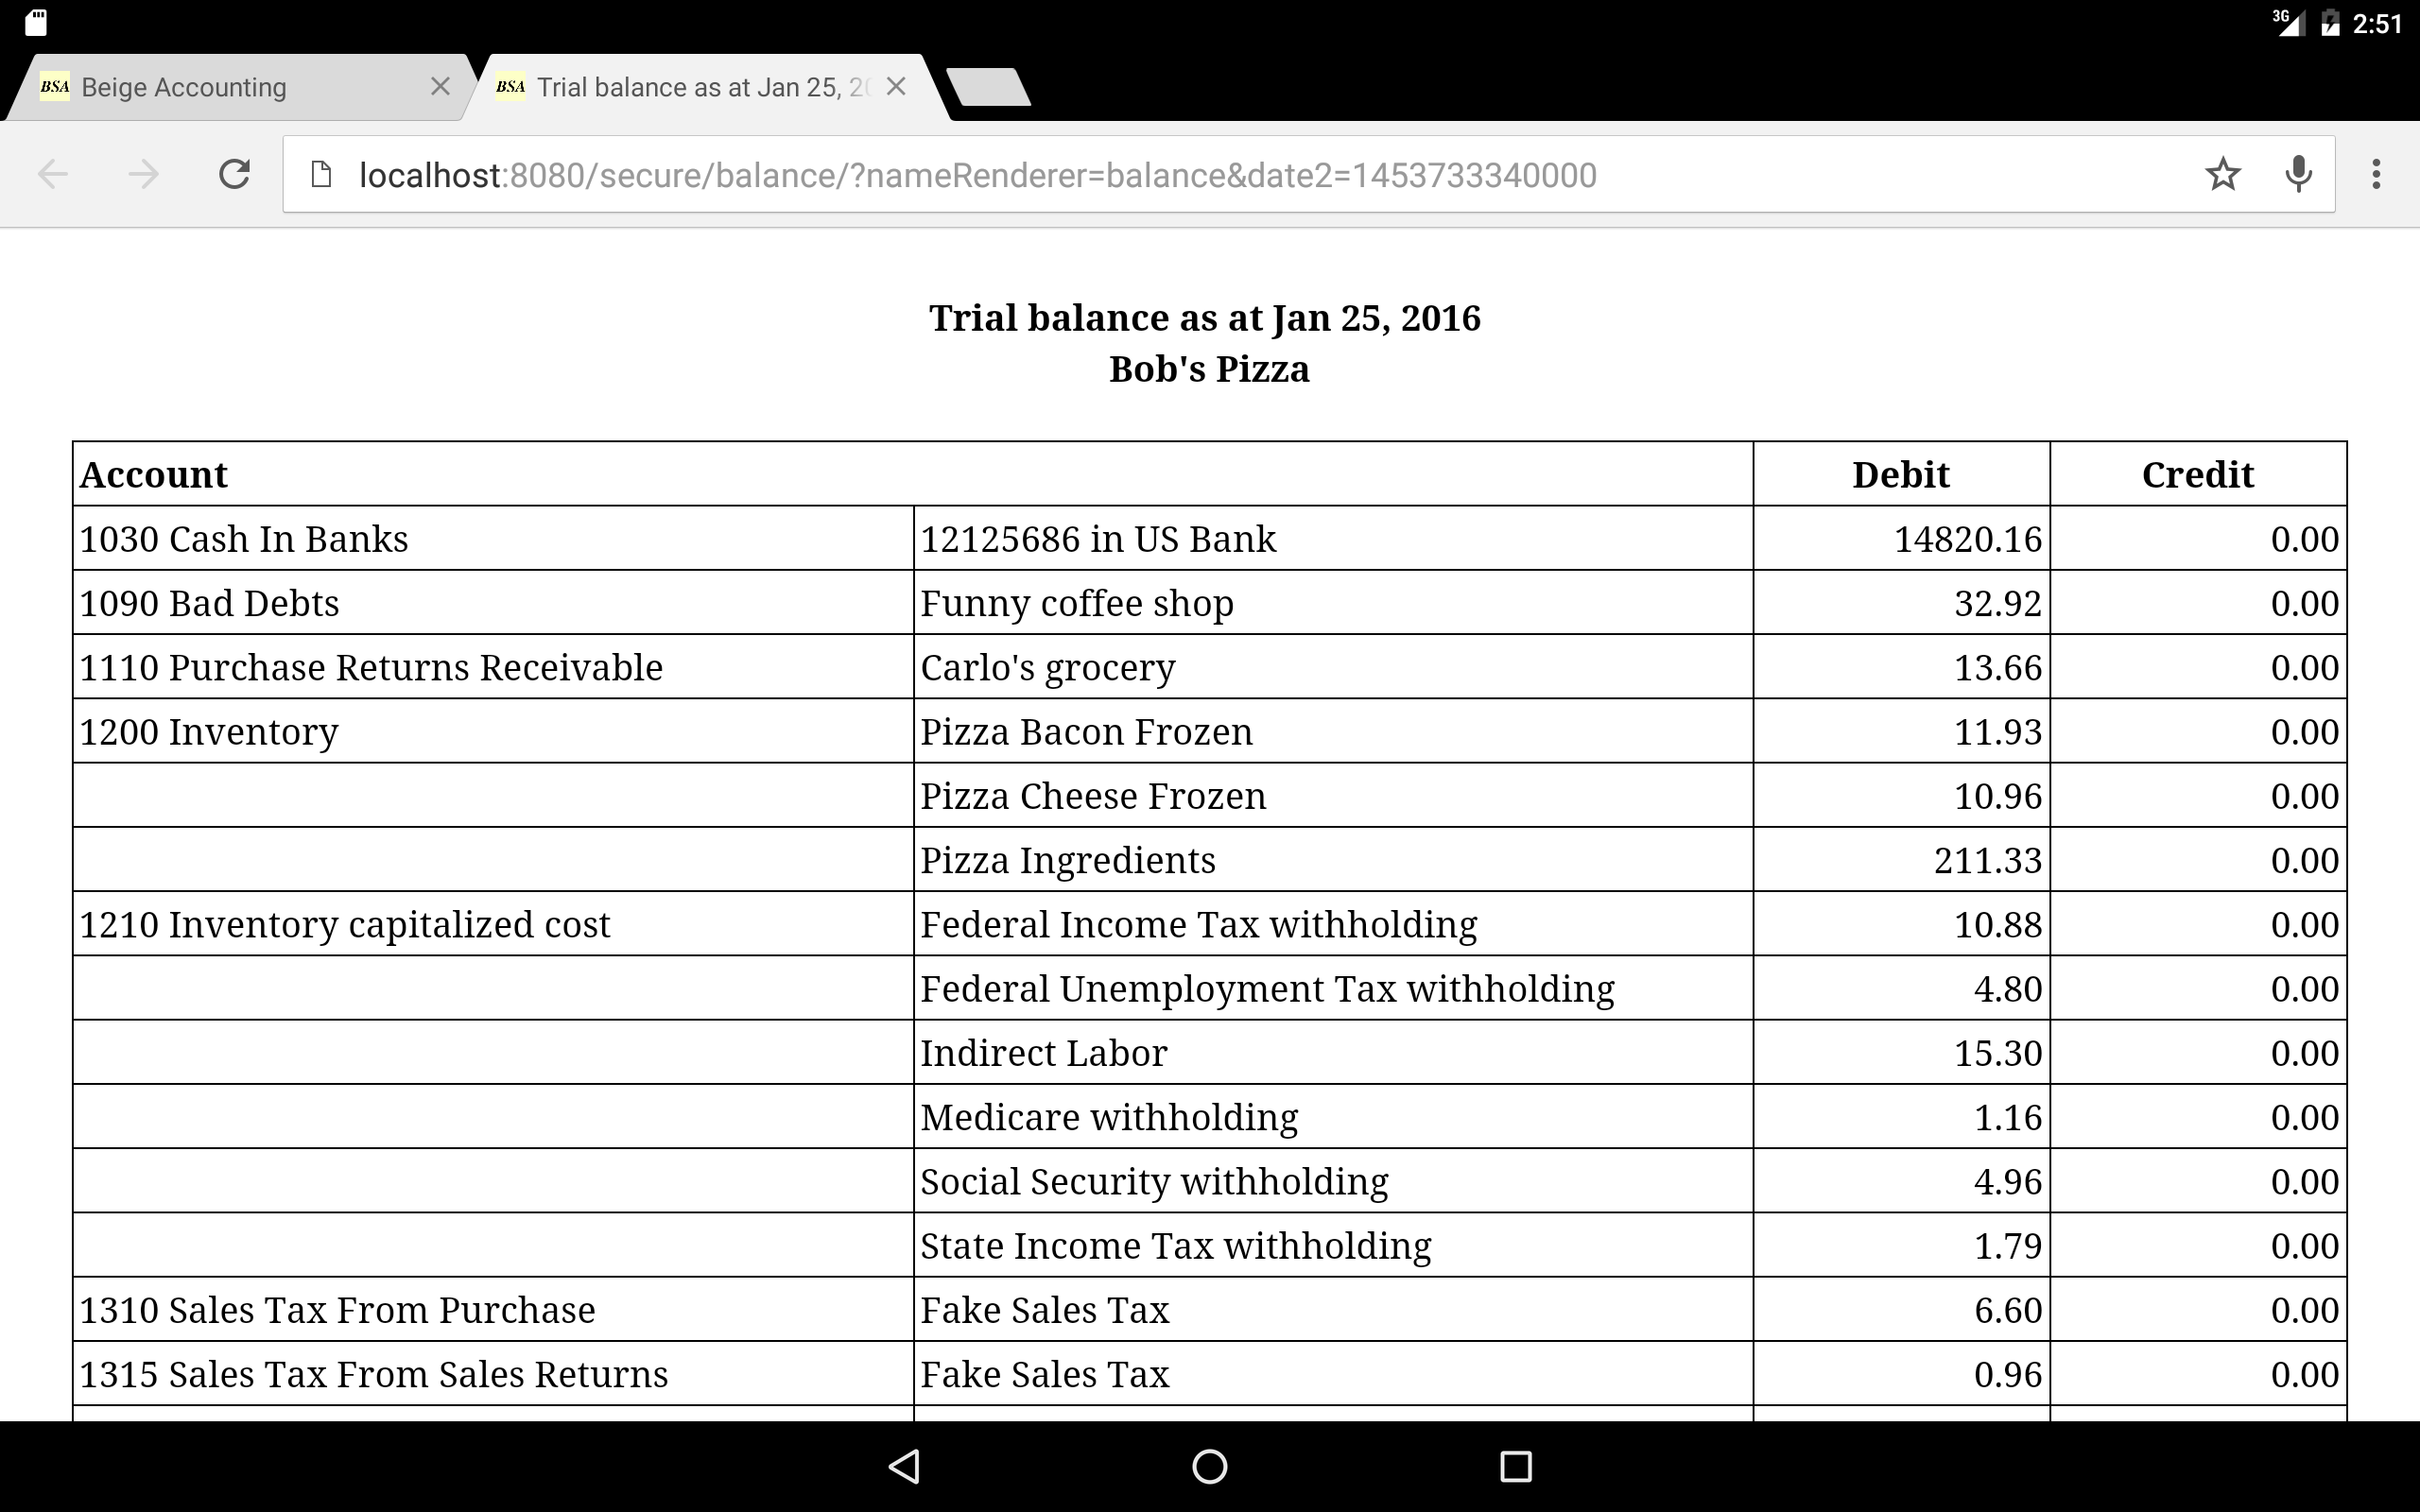 3G 2:51
BSA Beige Accounting BSA Trial balance as at Jan 25, 20
localhost:8080/secure/balance/?nameRenderer=balance&date2=1453733340000
Trial balance as at Jan 25, 2016
Bob's Pizza
Account Debit Credit
1030 Cash In Banks 12125686 in US Bank 14820.16 0.00
1090 Bad Debts Funny coffee shop 32.92 0.00
1110 Purchase Returns Receivable Carlo's grocery 13.66 0.00
1200 Inventory Pizza Bacon Frozen 11.93 0.00
Pizza Cheese Frozen 10.96 0.00
Pizza Ingredients 211.33 0.00
1210 Inventory capitalized cost Federal Income Tax withholding 10.88 0.00
Federal Unemployment Tax withholding 4.80 0.00
Indirect Labor 15.30 0.00
Medicare withholding 1.16 0.00
Social Security withholding 4.96 0.00
State Income Tax withholding 1.79 0.00
1310 Sales Tax From Purchase Fake Sales Tax 6.60 0.00
1315 Sales Tax From Sales Returns Fake Sales Tax 0.96 0.00